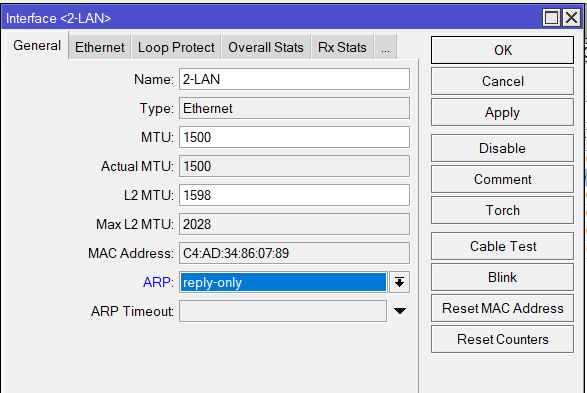 Interface <2-LAN>
General Ethernet Loop Protect Overall Stats Rx Stats ...
Name: 2-LAN
Type: Ethernet
MTU: 1500
Actual MTU: 1500
L2 MTU: 1598
Max L2 MTU: 2028
MAC Address: C4:AD:34:86:07:89
ARP: reply-only
ARP Timeout:
OK
Cancel
Apply
Disable
Comment
Torch
Cable Test
Blink
Reset MAC Address
Reset Counters